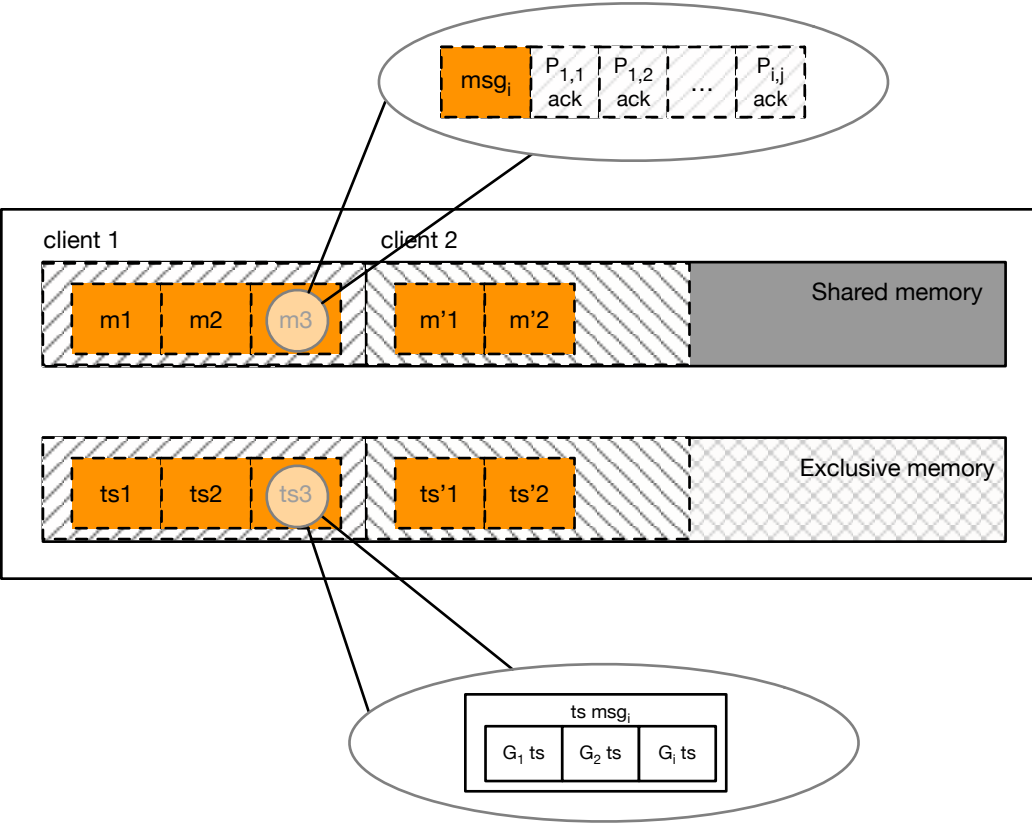 msgᵢ P₁,₁ ack P₁,₂ ack … Pᵢ,ⱼ ack
client 1 client 2
m1 m2 m3 m’1 m’2 Shared memory
ts1 ts2 ts3 ts’1 ts’2 Exclusive memory
ts msgᵢ
G₁ ts G₂ ts Gᵢ ts